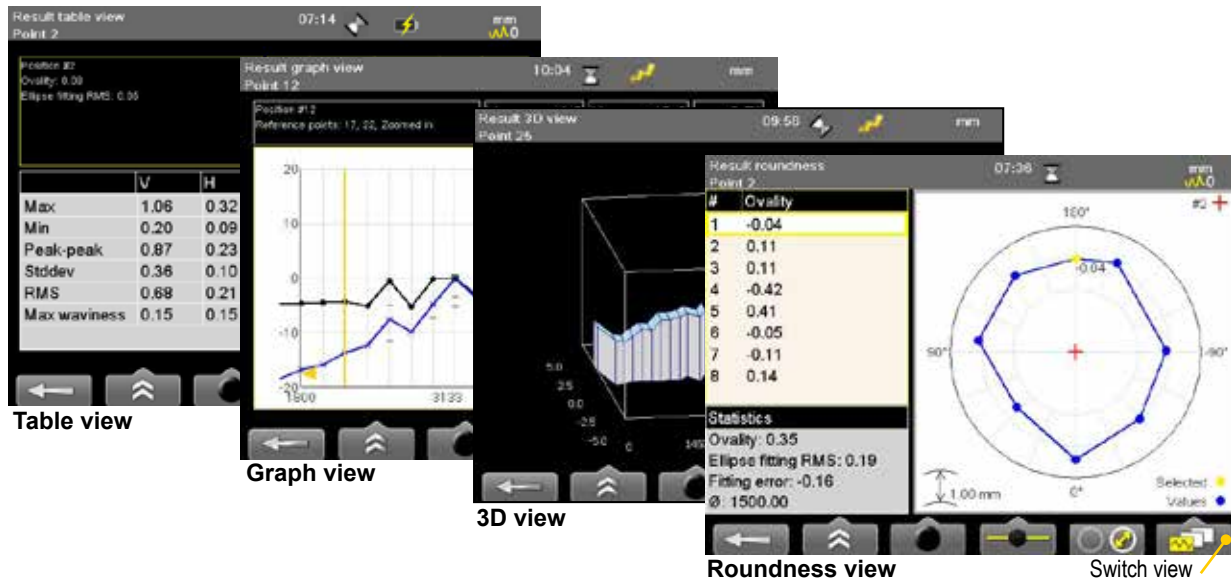 Result table view
Point 2
07:14
mm
0
Position #2
Ovality: 0.08
Ellipse fitting RMS: 0.06
V H
Max 1.06 0.32
Min 0.20 0.09
Peak-peak 0.87 0.23
Stddev 0.36 0.10
RMS 0.68 0.21
Max waviness 0.15 0.15
Table view
Result graph view
Point 12
10:04
mm
Position #12
Reference points: 17, 22, Zoomed in
20
10
0
-10
-20
1800 3133
Graph view
Result 3D view
Point 26
09:58
mm
5.0
2.5
0.0
-2.5
-5.0
0
3D view
Result roundness
Point 2
07:36
mm
0
# Ovality
1 -0.04
2 0.11
3 0.11
4 -0.42
5 0.41
6 -0.05
7 -0.11
8 0.14
Statistics
Ovality: 0.35
Ellipse fitting RMS: 0.19
Fitting error: -0.16
Ø: 1500.00
#2
180°
-0.04
90°
-90°
0°
1.00 mm
Selected
Values
Roundness view
Switch view